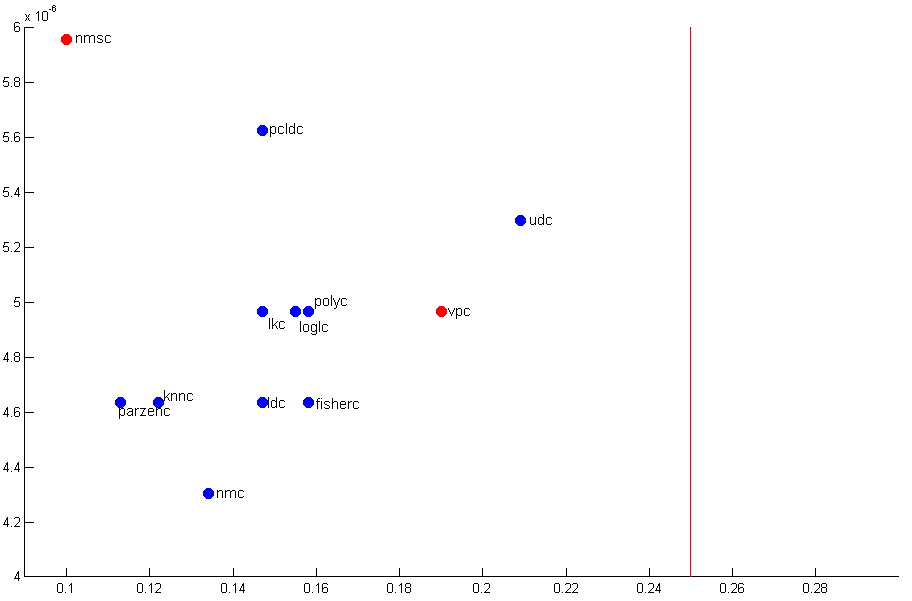 x 10-6
6
nmsc
5.8
5.6
pcldc
5.4
5.2
udc
5
polyc
vpc
lkc
loglc
4.8
4.6
knnc
parzenc
ldc
fisherc
4.4
nmc
4.2
4
0.1 0.12 0.14 0.16 0.18 0.2 0.22 0.24 0.26 0.28